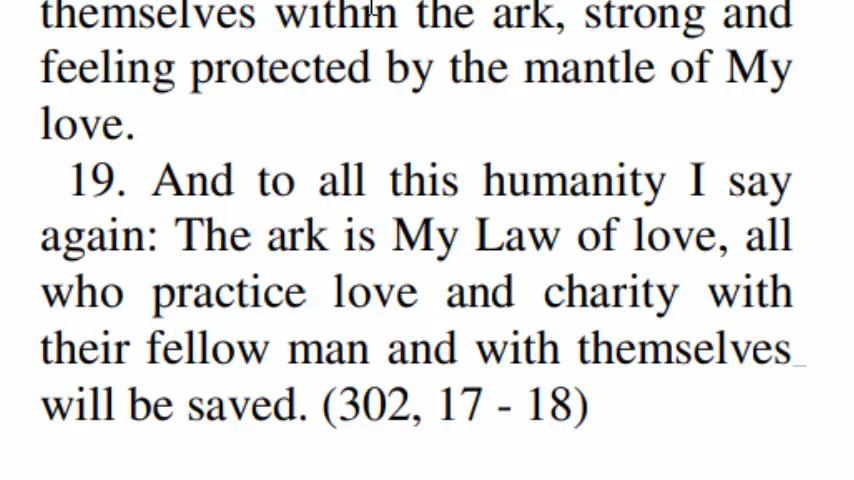 themselves within the ark, strong and
feeling protected by the mantle of My
love.
19. And to all this humanity I say
again: The ark is My Law of love, all
who practice love and charity with
their fellow man and with themselves
will be saved. (302, 17 - 18)